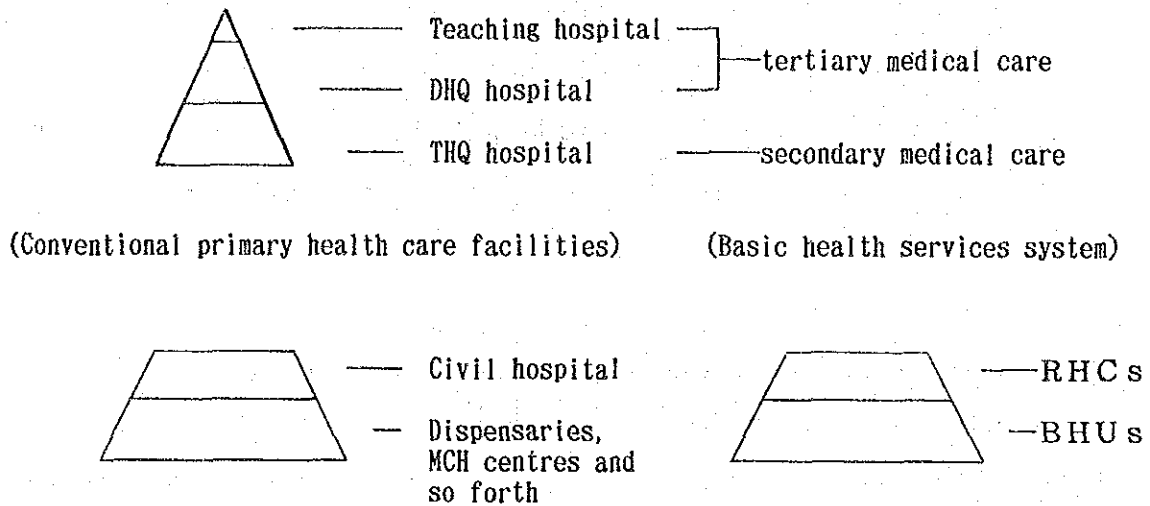 Teaching hospital
tertiary medical care
DHQ hospital
THQ hospital
secondary medical care
(Conventional primary health care facilities)
(Basic health services system)
Civil hospital
RHCs
Dispensaries,
MCH centres and
so forth
BHUs